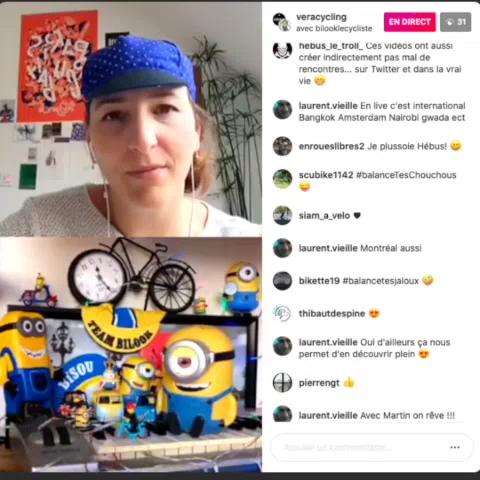 veracycling
avec bilooklecycliste
EN DIRECT
31
hebus_le_troll_ Ces vidéos ont aussi
créer indirectement pas mal de
rencontres... sur Twitter et dans la vrai
vie 😁
laurent.vieille En live c'est international
Bangkok Amsterdam Nairobi gwada ect
enroueslibres2 Je plussoie Hébus! 😋
scubike1142 #balanceTesChouchous
😜
siam_a_velo 🖤
laurent.vieille Montréal aussi
bikette19 #balancetesjaloux 🤣
thibautdespine 😍
laurent.vieille Oui d'ailleurs ça nous
permet d'en découvrir plein 😍
pierrengt 👍
laurent.vieille Avec Martin on rêve !!!
Ajouter un commentaire...
TEAM BILOOK
BISOU